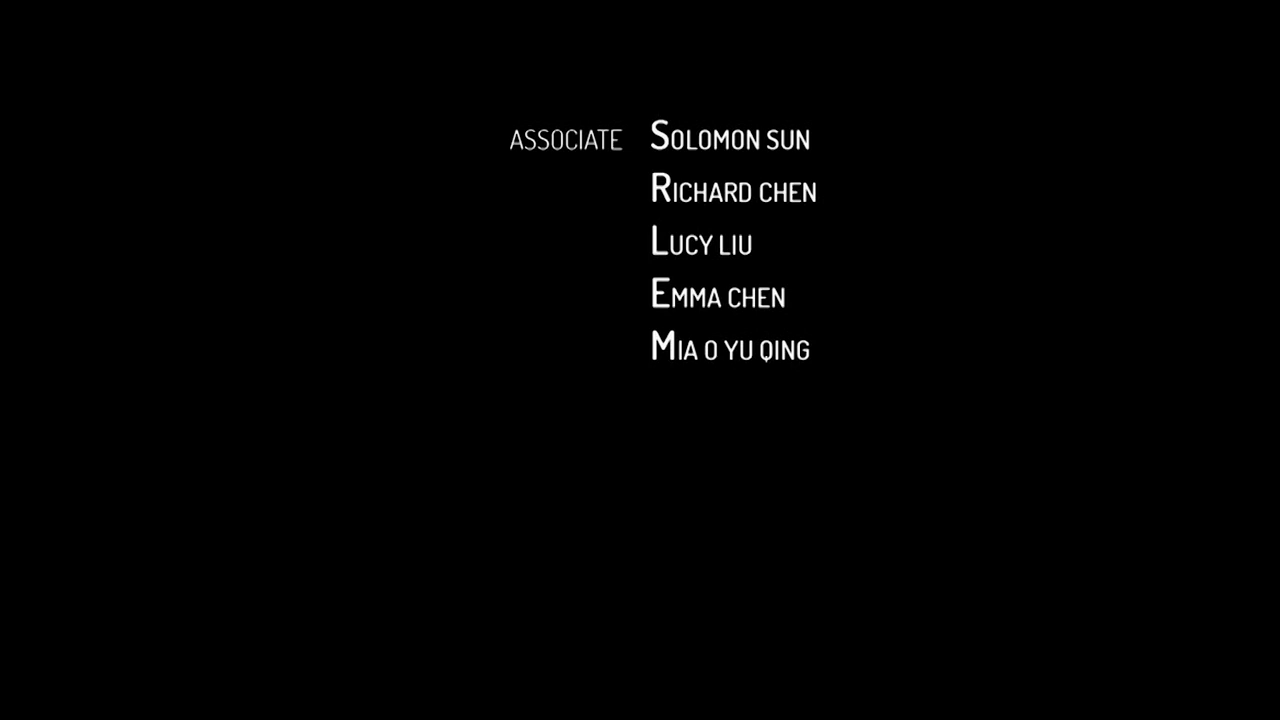 ASSOCIATE SOLOMON SUN
RICHARD CHEN
LUCY LIU
EMMA CHEN
MIA O YU QING